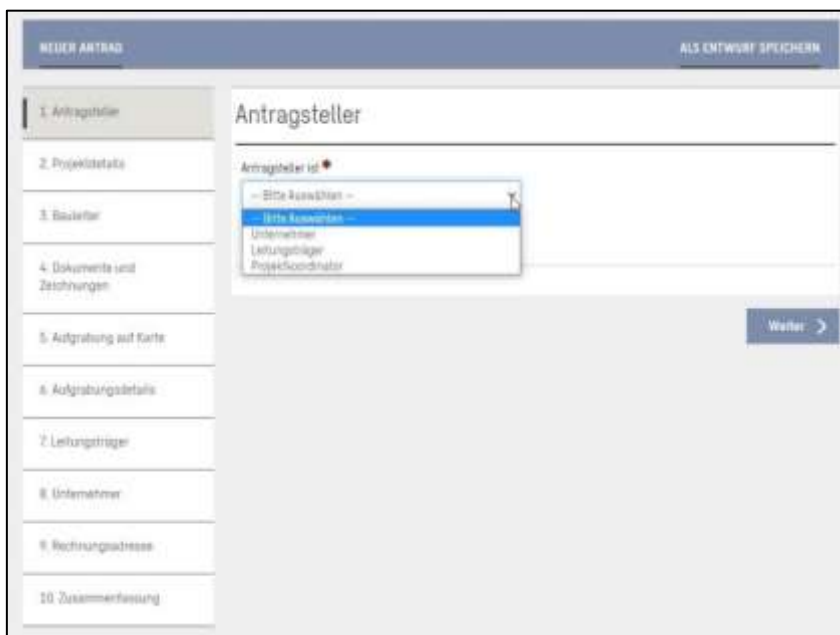 NEUER ANTRAG
ALS ENTWURF SPEICHERN
1. Antragsteller
2. Projektdetails
3. Bauleiter
4. Dokumente und
Zeichnungen
5. Aufgrabung auf Karte
6. Aufgrabungsdetails
7. Leitungsträger
8. Unternehmer
9. Rechnungsadresse
10. Zusammenfassung
Antragsteller
Antragsteller ist *
-- Bitte Auswählen --
-- Bitte Auswählen --
Unternehmer
Leitungsträger
Projektkoordinator
Weiter